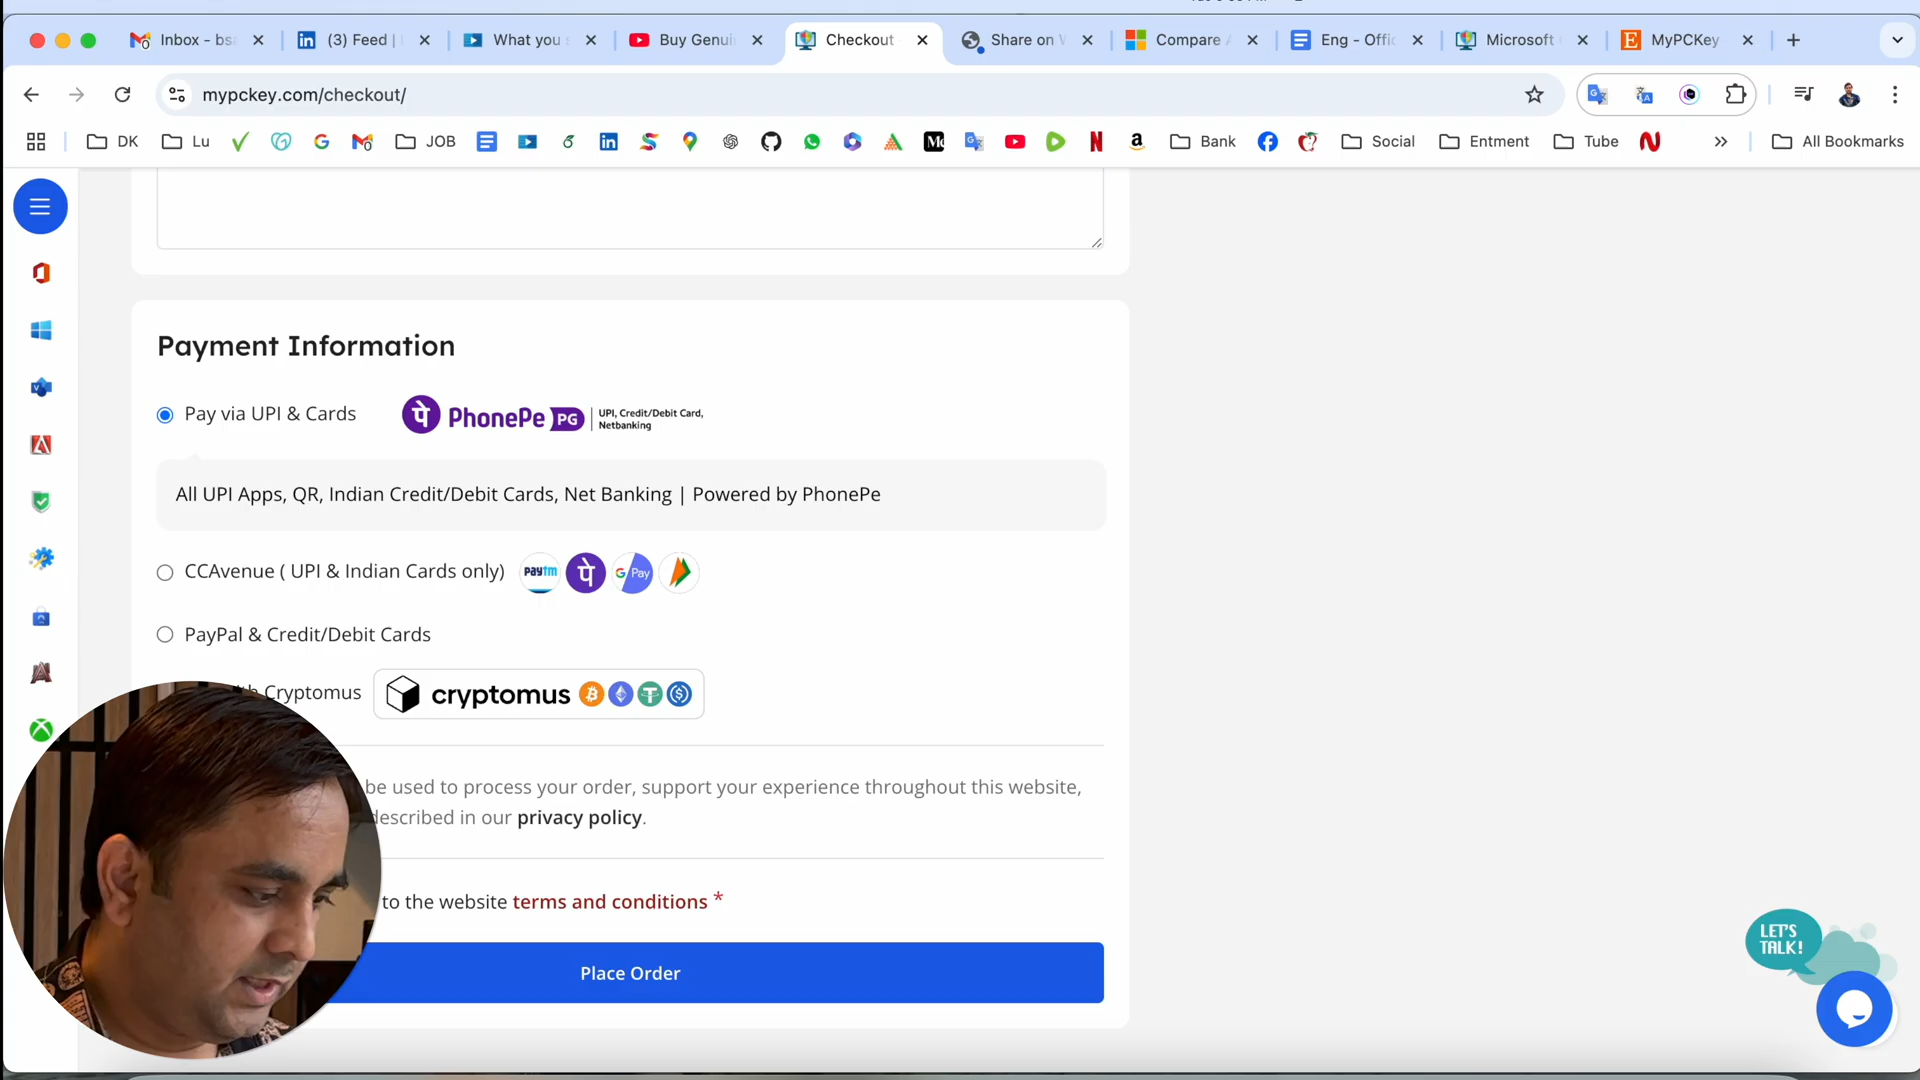 Inbox - bs
(3) Feed |
What you s
Buy Genui
Checkout
Share on W
Compare
Eng - Offic
Microsoft
MyPCKey
mypckey.com/checkout/
DK
Lu
JOB
Bank
Social
Entment
Tube
All Bookmarks
Payment Information
Pay via UPI & Cards
पे PhonePe PG
UPI, Credit/Debit Card,
Netbanking
All UPI Apps, QR, Indian Credit/Debit Cards, Net Banking | Powered by PhonePe
CCAvenue ( UPI & Indian Cards only)
paytm
पे
G Pay
PayPal & Credit/Debit Cards
Cryptomus
cryptomus
be used to process your order, support your experience throughout this website,
described in our privacy policy.
to the website terms and conditions *
Place Order
LET'S
TALK!